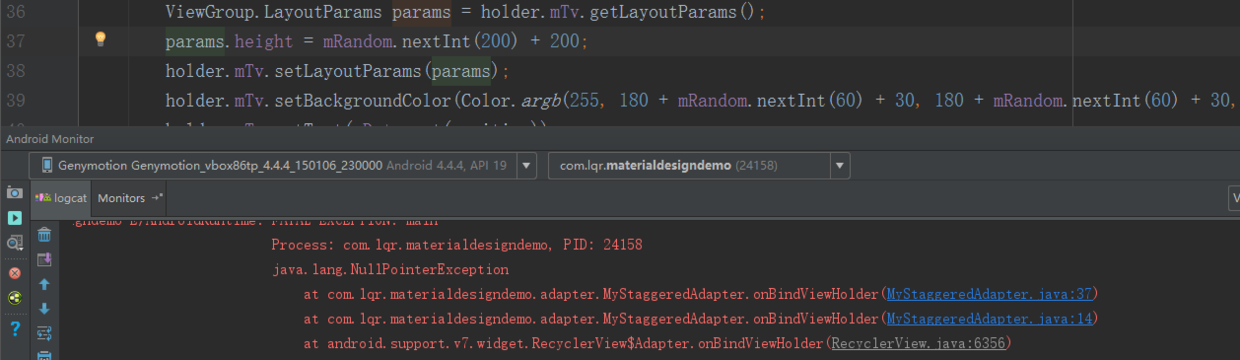 36 ViewGroup.LayoutParams params = holder.mTv.getLayoutParams();
37 params.height = mRandom.nextInt(200) + 200;
38 holder.mTv.setLayoutParams(params);
39 holder.mTv.setBackgroundColor(Color.argb(255, 180 + mRandom.nextInt(60) + 30, 180 + mRandom.nextInt(60) + 30,
Android Monitor
Genymotion Genymotion_vbox86tp_4.4.4_150106_230000 Android 4.4.4, API 19 com.lqr.materialdesigndemo (24158)
logcat Monitors
FATAL EXCEPTION: main
Process: com.lqr.materialdesigndemo, PID: 24158
java.lang.NullPointerException
at com.lqr.materialdesigndemo.adapter.MyStaggeredAdapter.onBindViewHolder(MyStaggeredAdapter.java:37)
at com.lqr.materialdesigndemo.adapter.MyStaggeredAdapter.onBindViewHolder(MyStaggeredAdapter.java:14)
at android.support.v7.widget.RecyclerView$Adapter.onBindViewHolder(RecyclerView.java:6356)